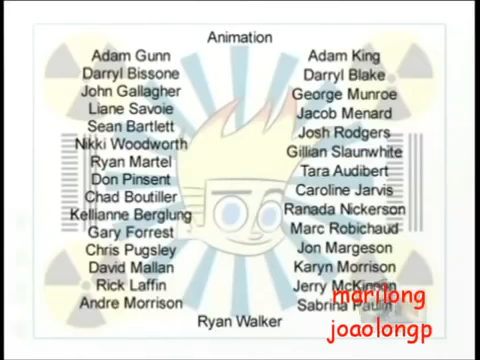 Animation
Adam Gunn
Darryl Bissone
John Gallagher
Liane Savoie
Sean Bartlett
Nikki Woodworth
Ryan Martel
Don Pinsent
Chad Boutilier
Kellianne Berglung
Gary Forrest
Chris Pugsley
David Mallan
Rick Laffin
Andre Morrison
Adam King
Darryl Blake
George Munroe
Jacob Menard
Josh Rodgers
Gillian Slaunwhite
Tara Audibert
Caroline Jarvis
Ranada Nickerson
Marc Robichaud
Jon Margeson
Karyn Morrison
Jerry McKinnon
Sabrina
Ryan Walker
marilong
joaolongp